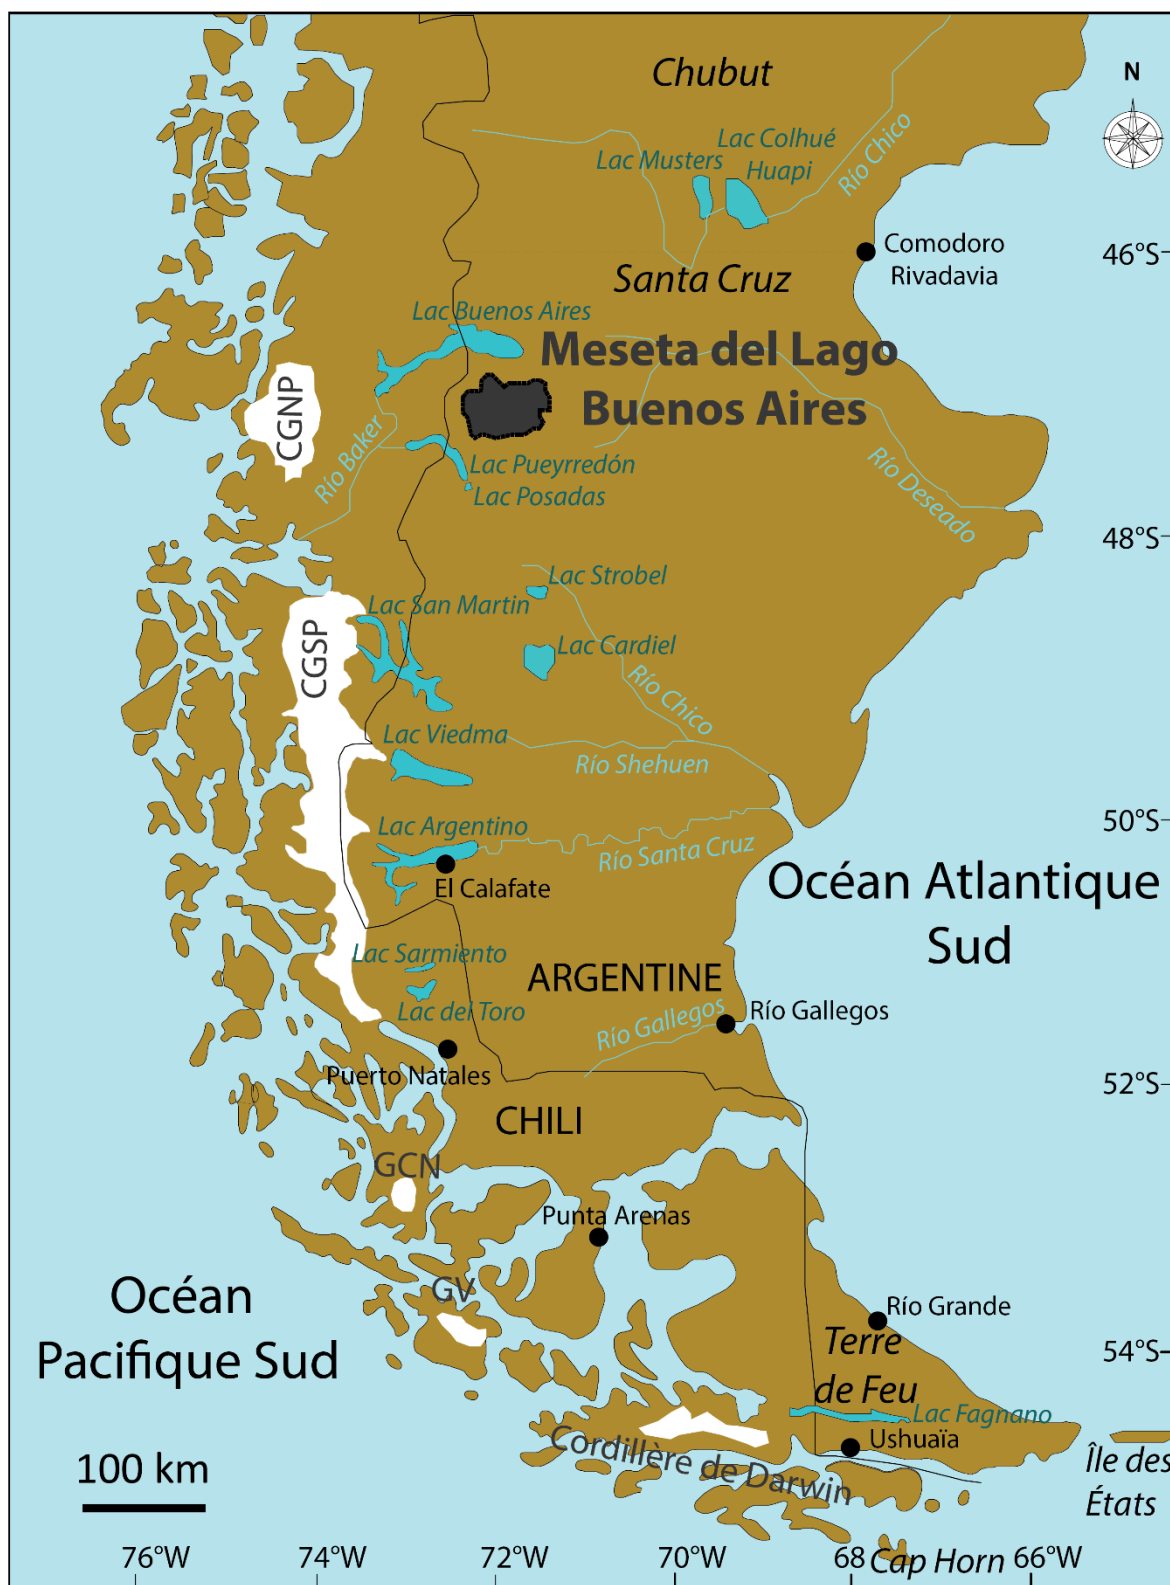 Chubut
N
Lac Colhué
Huapi
Lac Musters
Río Chico
Comodoro
Rivadavia
46°S
Santa Cruz
Lac Buenos Aires
Meseta del Lago
Buenos Aires
CGNP
Río Baker
Lac Pueyrredón
Lac Posadas
Río Deseado
48°S
Lac Strobel
Lac San Martin
Lac Cardiel
CGSP
Río Chico
Lac Viedma
Río Shehuen
Lac Argentino
50°S
Río Santa Cruz
El Calafate
Océan Atlantique
Sud
Lac Sarmiento
ARGENTINE
Lac del Toro
Río Gallegos
Río Gallegos
Puerto Natales
52°S
CHILI
GCN
Punta Arenas
GV
Océan
Pacifique Sud
Río Grande
Terre
de Feu
54°S
Lac Fagnano
Ushuaïa
Cordillère de Darwin
Île des
États
100 km
76°W
74°W
72°W
70°W
68
Cap Horn
66°W